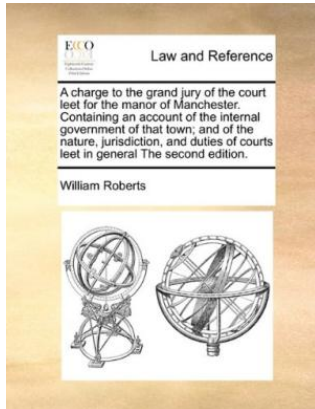 ECCO
Law and Reference
A charge to the grand jury of the court
leet for the manor of Manchester.
Containing an account of the internal
government of that town; and of the
nature, jurisdiction, and duties of courts
leet in general The second edition.
William Roberts